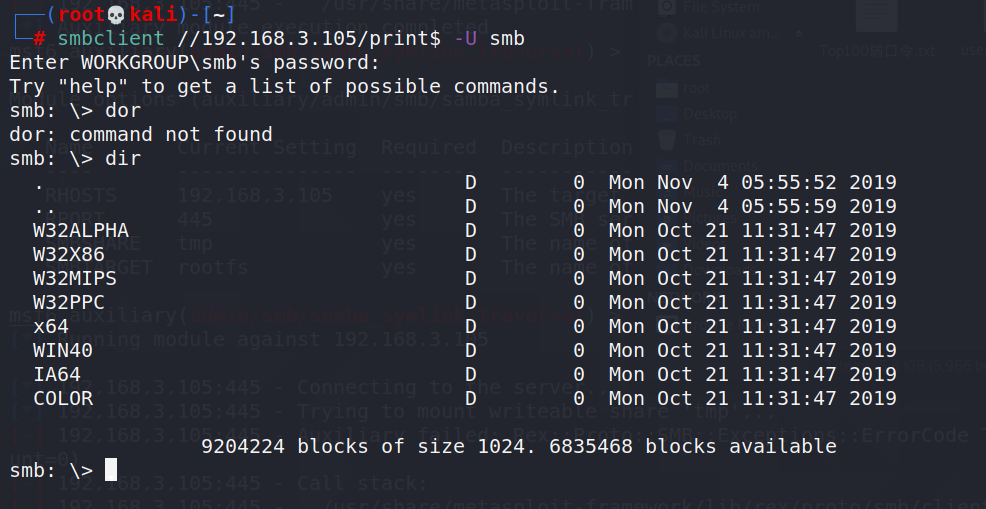 (root💀kali)-[~]
# smbclient //192.168.3.105/print$ -U smb
Enter WORKGROUP\smb's password:
Try "help" to get a list of possible commands.
smb: \> dor
dor: command not found
smb: \> dir
. D 0 Mon Nov 4 05:55:52 2019
.. D 0 Mon Nov 4 05:55:59 2019
W32ALPHA D 0 Mon Oct 21 11:31:47 2019
W32X86 D 0 Mon Oct 21 11:31:47 2019
W32MIPS D 0 Mon Oct 21 11:31:47 2019
W32PPC D 0 Mon Oct 21 11:31:47 2019
x64 D 0 Mon Oct 21 11:31:47 2019
WIN40 D 0 Mon Oct 21 11:31:47 2019
IA64 D 0 Mon Oct 21 11:31:47 2019
COLOR D 0 Mon Oct 21 11:31:47 2019
9204224 blocks of size 1024. 6835468 blocks available
smb: \>